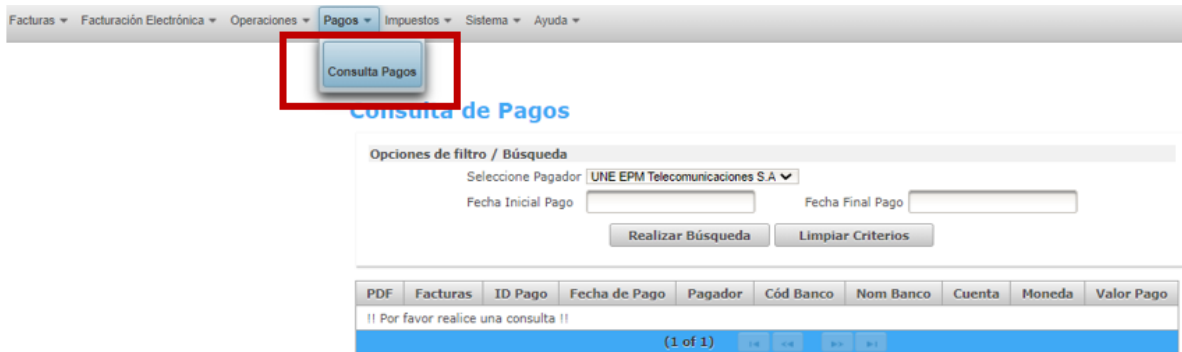 Facturas Facturación Electrónica Operaciones Pagos Impuestos Sistema Ayuda
Consulta Pagos
Consulta de Pagos
Opciones de filtro / Búsqueda
Seleccione Pagador UNE EPM Telecomunicaciones S.A
Fecha Inicial Pago Fecha Final Pago
Realizar Búsqueda Limpiar Criterios
PDF Facturas ID Pago Fecha de Pago Pagador Cód Banco Nom Banco Cuenta Moneda Valor Pago
!! Por favor realice una consulta !!
(1 of 1)